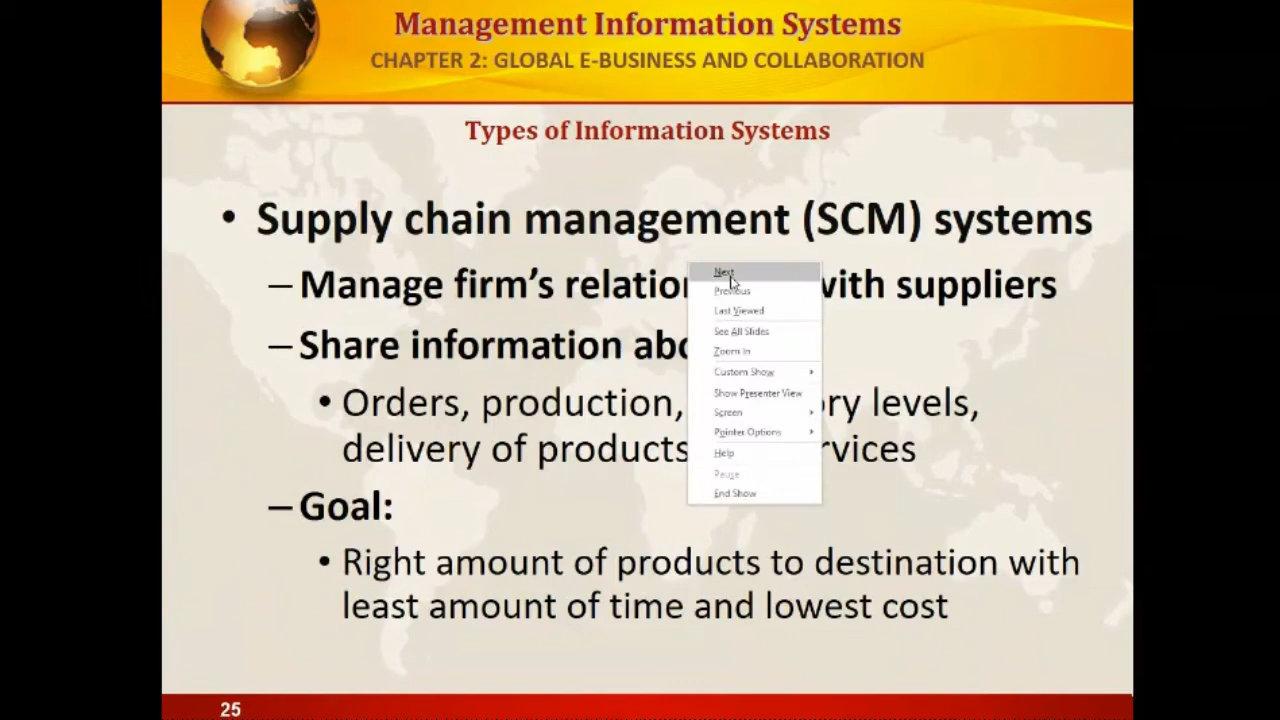 Management Information Systems
CHAPTER 2: GLOBAL E-BUSINESS AND COLLABORATION
Types of Information Systems
• Supply chain management (SCM) systems
– Manage firm's relation with suppliers
– Share information abo
• Orders, production, ry levels,
delivery of products rvices
– Goal:
• Right amount of products to destination with
least amount of time and lowest cost
Next
Previous
Last Viewed
See All Slides
Zoom In
Custom Show
Show Presenter View
Screen
Pointer Options
Help
Pause
End Show
25